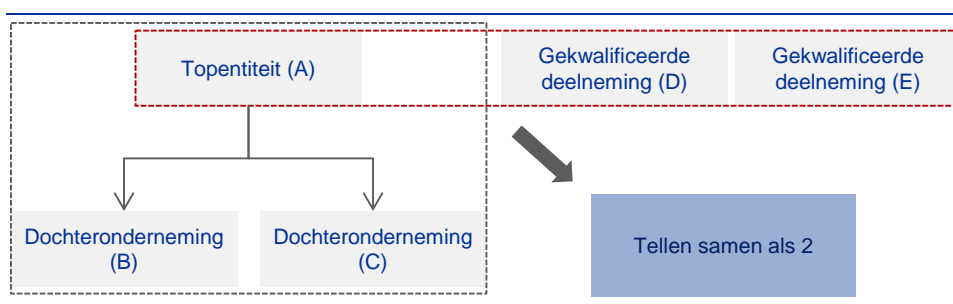 Topentiteit (A)
Gekwalificeerde
deelneming (D)
Gekwalificeerde
deelneming (E)
Dochteronderneming
(B)
Dochteronderneming
(C)
Tellen samen als 2